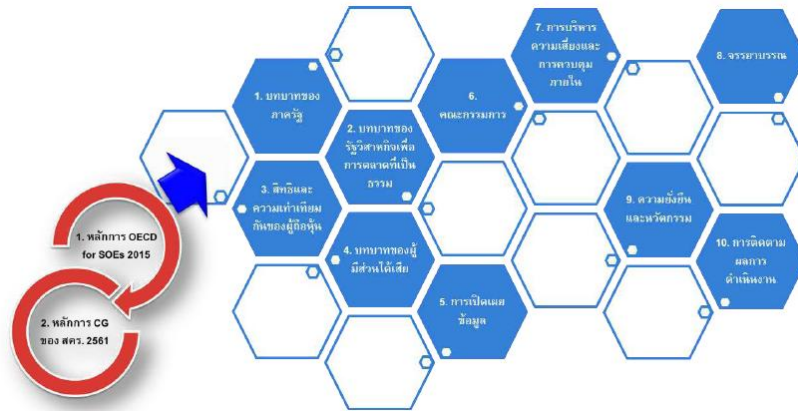 1. หลักการ OECD
for SOEs 2015
2. หลักการ CG
ของ สคร. 2561
1. บทบาทของ
ภาครัฐ
2. บทบาทของ
รัฐวิสาหกิจเพื่อ
การตลาดที่เป็น
ธรรม
3. สิทธิและ
ความเท่าเทียม
กันของผู้ถือหุ้น
4. บทบาทของผู้
มีส่วนได้เสีย
5. การเปิดเผย
ข้อมูล
6.
คณะกรรมการ
7. การบริหาร
ความเสี่ยงและ
การควบคุม
ภายใน
8. จรรยาบรรณ
9. ความยั่งยืน
และนวัตกรรม
10. การติดตาม
ผลการ
ดำเนินงาน